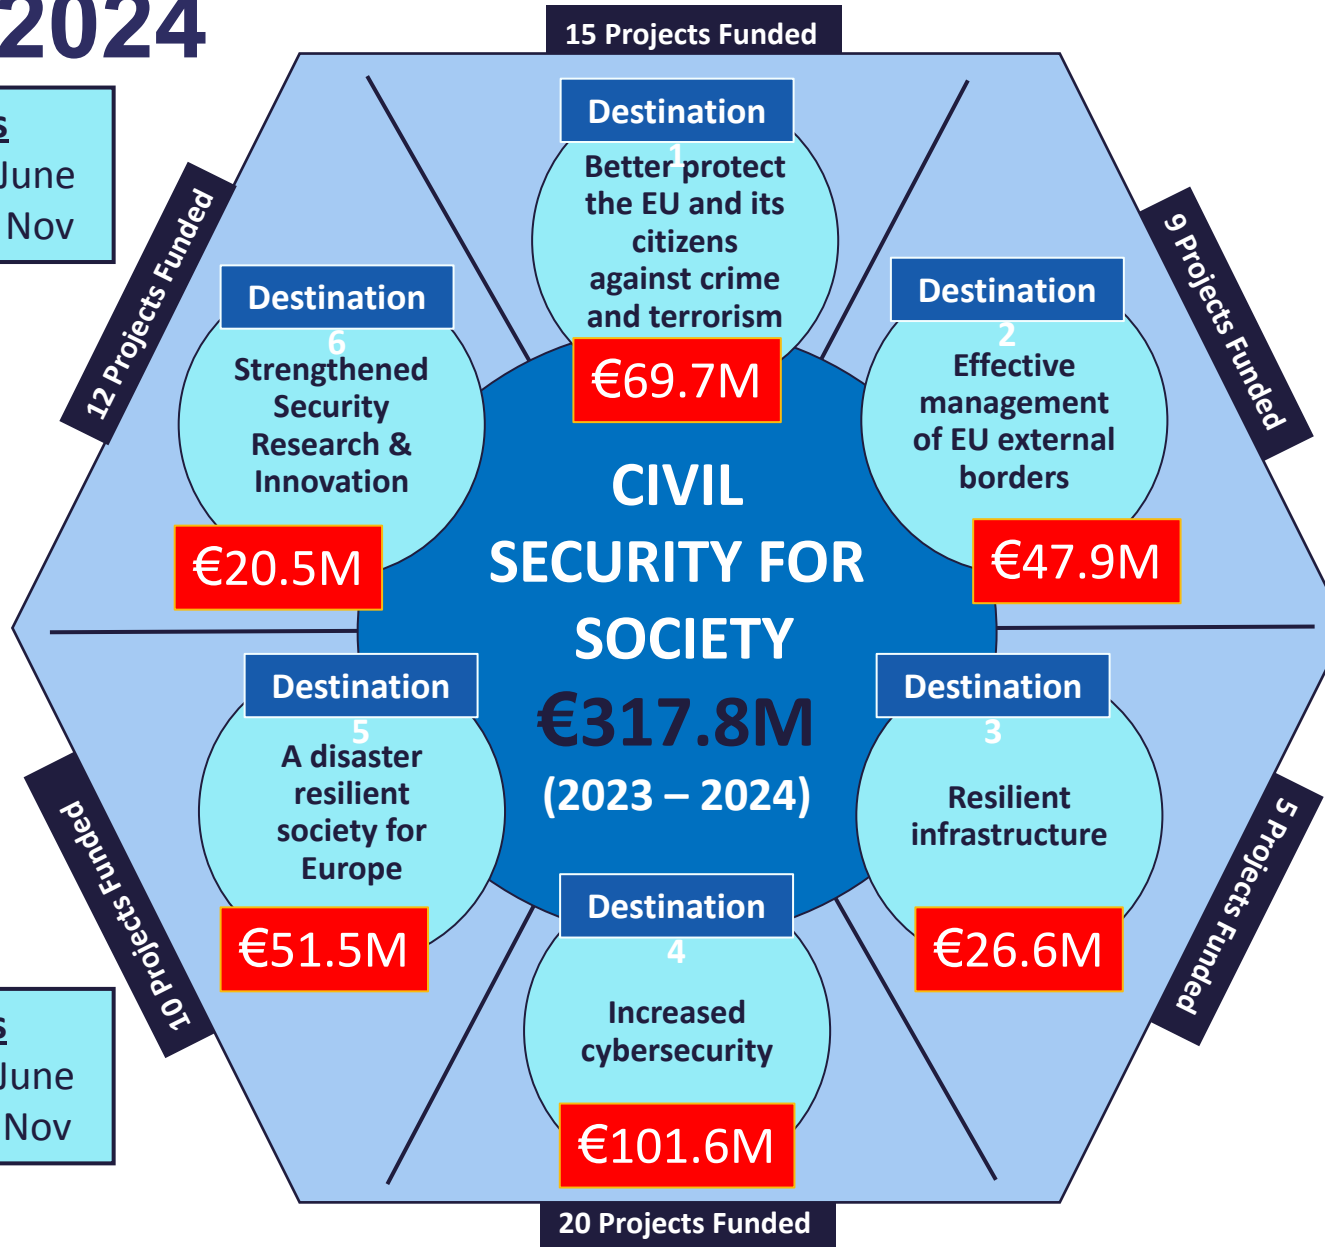 2024
15 Projects Funded
s
June
Nov
12 Projects Funded
9 Projects Funded
Destination
1
Better protect
the EU and its
citizens
against crime
and terrorism
€69.7M
Destination
6
Strengthened
Security
Research &
Innovation
€20.5M
Destination
2
Effective
management
of EU external
borders
€47.9M
CIVIL
SECURITY FOR
SOCIETY
€317.8M
(2023 – 2024)
Destination
5
A disaster
resilient
society for
Europe
€51.5M
Destination
3
Resilient
infrastructure
€26.6M
10 Projects Funded
5 Projects Funded
Destination
4
Increased
cybersecurity
€101.6M
s
June
Nov
20 Projects Funded